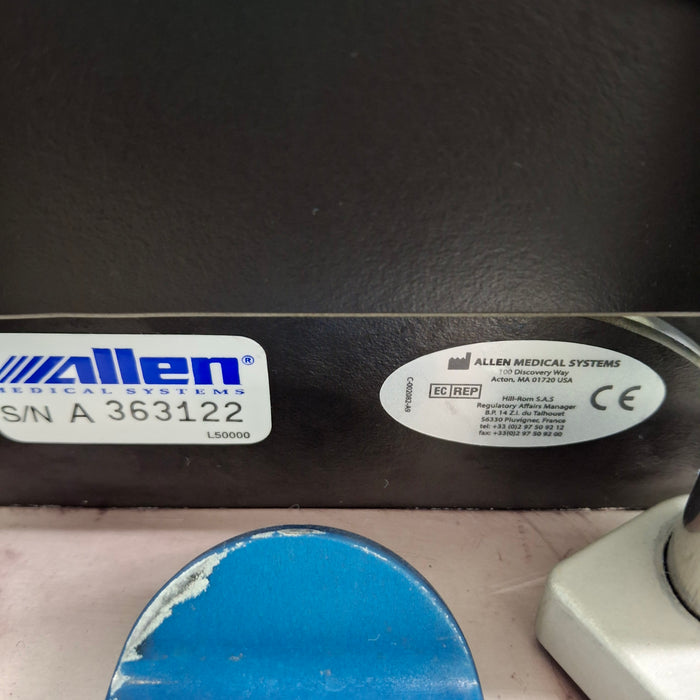 Allen®
MEDICAL SYSTEMS
S/N A 363122
L50000
ALLEN MEDICAL SYSTEMS
100 Discovery Way
Acton, MA 01720 USA
EC REP
Hill-Rom S.A.S
Regulatory Affairs Manager
B.P. 14 Z.I. du Talhouet
56330 Pluvigner, France
tel: +33 (0)2 97 50 92 12
fax: +33(0)2 97 50 92 00
CE
C-002082-A9